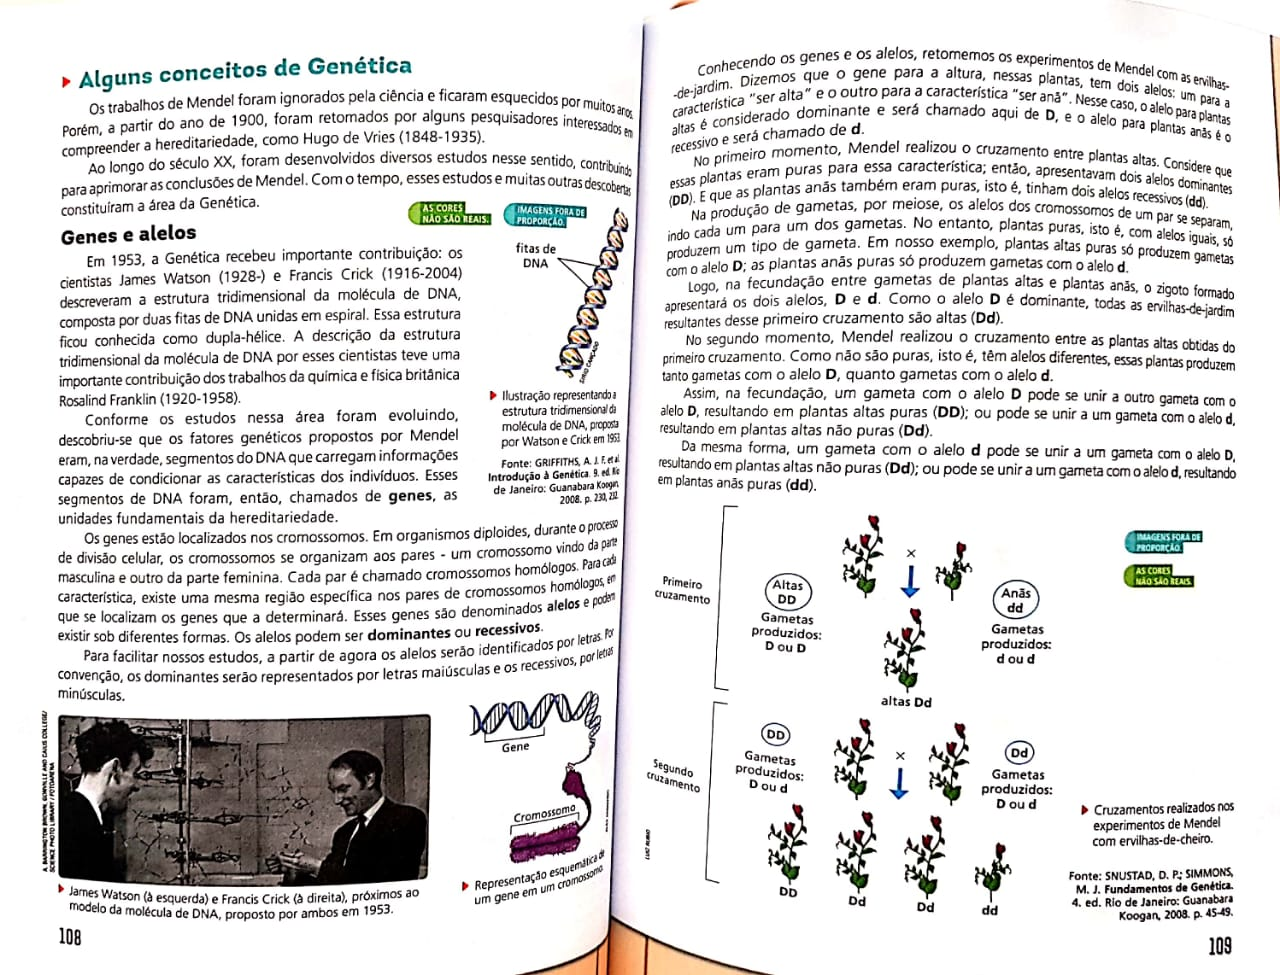 Alguns conceitos de Genética
Os trabalhos de Mendel foram ignorados pela ciência e ficaram esquecidos por muitos anos.
Porém, a partir do ano de 1900, foram retomados por alguns pesquisadores interessados em
compreender a hereditariedade, como Hugo de Vries (1848-1935).
Ao longo do século XX, foram desenvolvidos diversos estudos nesse sentido, contribuindo
para aprimorar as conclusões de Mendel. Com o tempo, esses estudos e muitas outras descobertas
constituíram a área da Genética.
AS CORES
NÃO SÃO REAIS.
IMAGENS FORA DE
PROPORÇÃO.
Genes e alelos
Em 1953, a Genética recebeu importante contribuição: os
cientistas James Watson (1928-) e Francis Crick (1916-2004)
descreveram a estrutura tridimensional da molécula de DNA,
composta por duas fitas de DNA unidas em espiral. Essa estrutura
ficou conhecida como dupla-hélice. A descrição da estrutura
tridimensional da molécula de DNA por esses cientistas teve uma
importante contribuição dos trabalhos da química e física britânica
Rosalind Franklin (1920-1958).
Conforme os estudos nessa área foram evoluindo,
descobriu-se que os fatores genéticos propostos por Mendel
eram, na verdade, segmentos do DNA que carregam informações
capazes de condicionar as características dos indivíduos. Esses
segmentos de DNA foram, então, chamados de genes, as
unidades fundamentais da hereditariedade.
fitas de
DNA
Ilustração representando a
estrutura tridimensional da
molécula de DNA, proposta
por Watson e Crick em 1953.
Fonte: GRIFFITHS, A. J. F. et al.
Introdução à Genética. 9. ed. Rio
de Janeiro: Guanabara Koogan,
2008. p. 230, 232.
Os genes estão localizados nos cromossomos. Em organismos diploides, durante o processo
de divisão celular, os cromossomos se organizam aos pares - um cromossomo vindo da parte
masculina e outro da parte feminina. Cada par é chamado cromossomos homólogos. Para cada
característica, existe uma mesma região específica nos pares de cromossomos homólogos, em
que se localizam os genes que a determinará. Esses genes são denominados alelos e podem
existir sob diferentes formas. Os alelos podem ser dominantes ou recessivos.
Para facilitar nossos estudos, a partir de agora os alelos serão identificados por letras. Por
convenção, os dominantes serão representados por letras maiúsculas e os recessivos, por letras
minúsculas.
A. BARRINGTON BROWN, GONVILLE AND CAIUS COLLEGE/
SCIENCE PHOTO LIBRARY / FOTOARENA
James Watson (à esquerda) e Francis Crick (à direita), próximos ao
modelo da molécula de DNA, proposto por ambos em 1953.
Gene
Cromossomo
Representação esquemática de
um gene em um cromossomo.
108
Conhecendo os genes e os alelos, retomemos os experimentos de Mendel com as ervilhas-
-de-jardim. Dizemos que o gene para a altura, nessas plantas, tem dois alelos: um para a
característica "ser alta" e o outro para a característica "ser anã". Nesse caso, o alelo para plantas
altas é considerado dominante e será chamado aqui de D, e o alelo para plantas anãs é o
recessivo e será chamado de d.
No primeiro momento, Mendel realizou o cruzamento entre plantas altas. Considere que
essas plantas eram puras para essa característica; então, apresentavam dois alelos dominantes
(DD). E que as plantas anãs também eram puras, isto é, tinham dois alelos recessivos (dd).
Na produção de gametas, por meiose, os alelos dos cromossomos de um par se separam,
indo cada um para um dos gametas. No entanto, plantas puras, isto é, com alelos iguais, só
produzem um tipo de gameta. Em nosso exemplo, plantas altas puras só produzem gametas
com o alelo D; as plantas anãs puras só produzem gametas com o alelo d.
Logo, na fecundação entre gametas de plantas altas e plantas anãs, o zigoto formado
apresentará os dois alelos, D e d. Como o alelo D é dominante, todas as ervilhas-de-jardim
resultantes desse primeiro cruzamento são altas (Dd).
No segundo momento, Mendel realizou o cruzamento entre as plantas altas obtidas do
primeiro cruzamento. Como não são puras, isto é, têm alelos diferentes, essas plantas produzem
tanto gametas com o alelo D, quanto gametas com o alelo d.
Assim, na fecundação, um gameta com o alelo D pode se unir a outro gameta com o
alelo D, resultando em plantas altas puras (DD); ou pode se unir a um gameta com o alelo d,
resultando em plantas altas não puras (Dd).
Da mesma forma, um gameta com o alelo d pode se unir a um gameta com o alelo D,
resultando em plantas altas não puras (Dd); ou pode se unir a um gameta com o alelo d, resultando
em plantas anãs puras (dd).
IMAGENS FORA DE
PROPORÇÃO.
AS CORES
NÃO SÃO REAIS.
Primeiro
cruzamento
Altas
DD
Gametas
produzidos:
D ou D
×
Anãs
dd
Gametas
produzidos:
d ou d
altas Dd
Segundo
cruzamento
DD
Gametas
produzidos:
D ou d
×
Dd
Gametas
produzidos:
D ou d
DD
Dd
Dd
dd
LUIZ RUBIO
Cruzamentos realizados nos
experimentos de Mendel
com ervilhas-de-cheiro.
Fonte: SNUSTAD, D. P.; SIMMONS,
M. J. Fundamentos de Genética.
4. ed. Rio de Janeiro: Guanabara
Koogan, 2008. p. 45-49.
109